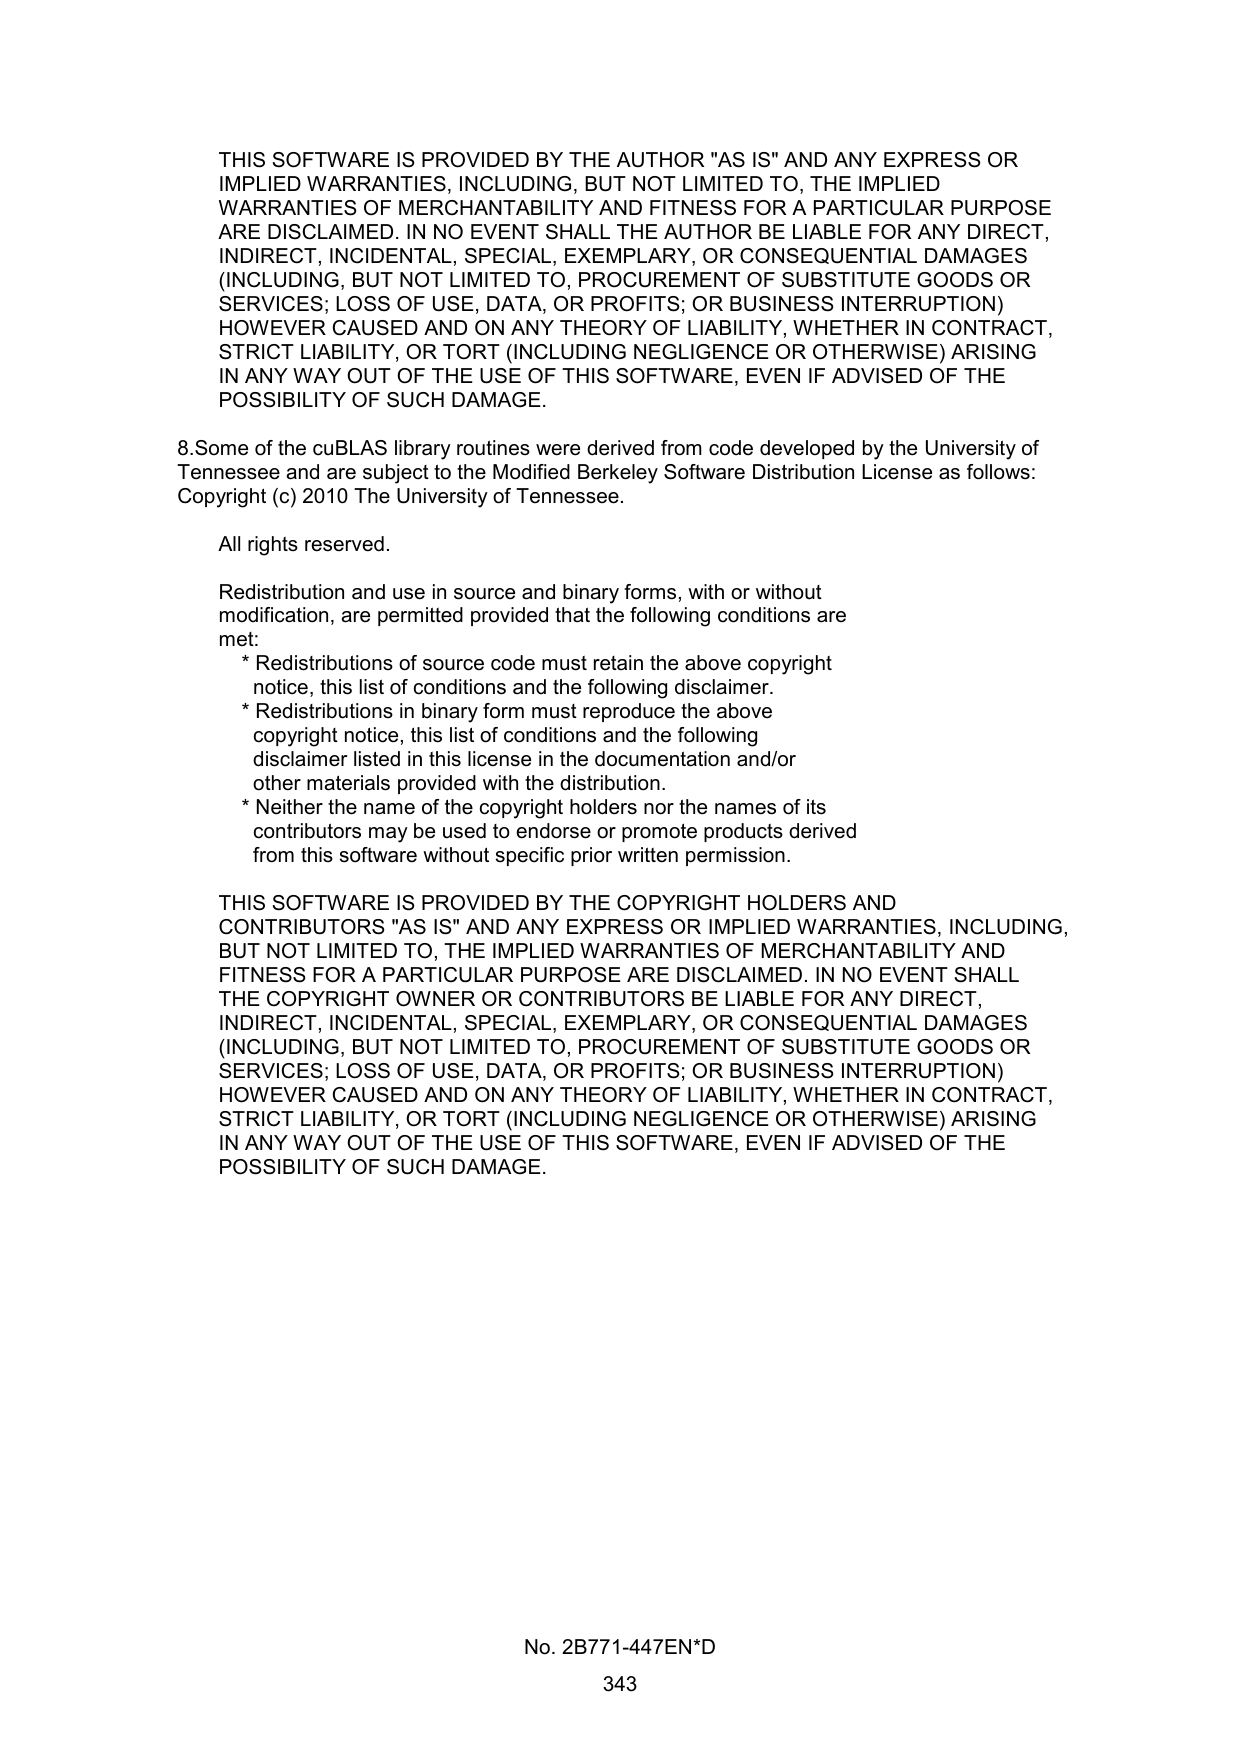 THIS SOFTWARE IS PROVIDED BY THE AUTHOR "AS IS" AND ANY EXPRESS OR
IMPLIED WARRANTIES, INCLUDING, BUT NOT LIMITED TO, THE IMPLIED
WARRANTIES OF MERCHANTABILITY AND FITNESS FOR A PARTICULAR PURPOSE
ARE DISCLAIMED. IN NO EVENT SHALL THE AUTHOR BE LIABLE FOR ANY DIRECT,
INDIRECT, INCIDENTAL, SPECIAL, EXEMPLARY, OR CONSEQUENTIAL DAMAGES
(INCLUDING, BUT NOT LIMITED TO, PROCUREMENT OF SUBSTITUTE GOODS OR
SERVICES; LOSS OF USE, DATA, OR PROFITS; OR BUSINESS INTERRUPTION)
HOWEVER CAUSED AND ON ANY THEORY OF LIABILITY, WHETHER IN CONTRACT,
STRICT LIABILITY, OR TORT (INCLUDING NEGLIGENCE OR OTHERWISE) ARISING
IN ANY WAY OUT OF THE USE OF THIS SOFTWARE, EVEN IF ADVISED OF THE
POSSIBILITY OF SUCH DAMAGE.
8.Some of the cuBLAS library routines were derived from code developed by the University of
Tennessee and are subject to the Modified Berkeley Software Distribution License as follows:
Copyright (c) 2010 The University of Tennessee.
All rights reserved.
Redistribution and use in source and binary forms, with or without
modification, are permitted provided that the following conditions are
met:
* Redistributions of source code must retain the above copyright
notice, this list of conditions and the following disclaimer.
* Redistributions in binary form must reproduce the above
copyright notice, this list of conditions and the following
disclaimer listed in this license in the documentation and/or
other materials provided with the distribution.
* Neither the name of the copyright holders nor the names of its
contributors may be used to endorse or promote products derived
from this software without specific prior written permission.
THIS SOFTWARE IS PROVIDED BY THE COPYRIGHT HOLDERS AND
CONTRIBUTORS "AS IS" AND ANY EXPRESS OR IMPLIED WARRANTIES, INCLUDING,
BUT NOT LIMITED TO, THE IMPLIED WARRANTIES OF MERCHANTABILITY AND
FITNESS FOR A PARTICULAR PURPOSE ARE DISCLAIMED. IN NO EVENT SHALL
THE COPYRIGHT OWNER OR CONTRIBUTORS BE LIABLE FOR ANY DIRECT,
INDIRECT, INCIDENTAL, SPECIAL, EXEMPLARY, OR CONSEQUENTIAL DAMAGES
(INCLUDING, BUT NOT LIMITED TO, PROCUREMENT OF SUBSTITUTE GOODS OR
SERVICES; LOSS OF USE, DATA, OR PROFITS; OR BUSINESS INTERRUPTION)
HOWEVER CAUSED AND ON ANY THEORY OF LIABILITY, WHETHER IN CONTRACT,
STRICT LIABILITY, OR TORT (INCLUDING NEGLIGENCE OR OTHERWISE) ARISING
IN ANY WAY OUT OF THE USE OF THIS SOFTWARE, EVEN IF ADVISED OF THE
POSSIBILITY OF SUCH DAMAGE.
No. 2B771-447EN*D
343